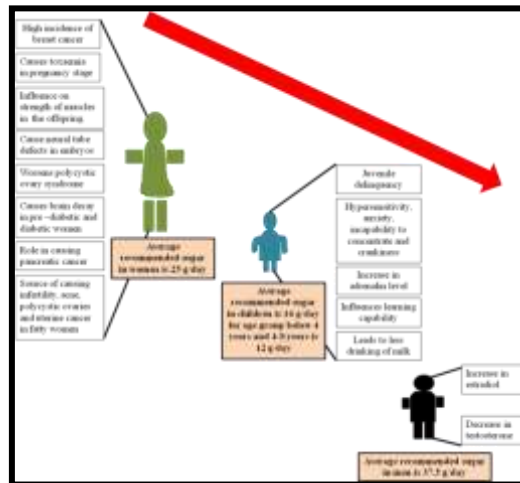 High incidence of
breast cancer
Causes toxaemia
in pregnancy stage
Influence on
strength of muscles
in the offspring.
Cause neural tube
defects in embryos
Worsens polycystic
ovary syndrome
Causes brain decay
in pre-diabetic and
diabetic women
Role in causing
pancreatic cancer
Source of causing
infertility, acne,
polycystic ovaries
and uterine cancer
in fatty women
Average
recommended sugar
in women is 25 g/day
Juvenile
delinquency
Hypersensitivity,
anxiety,
incapability to
concentrate and
crankiness
Increase in
adrenalin level
Influences learning
capability
Leads to less
drinking of milk
Average
recommended sugar
in children is 16 g/day
for age group below 4
years and 4-8 years is
12 g/day
Increase in
estradiol
Decrease in
testosterone
Average recommended sugar
in men is 37.5 g/day